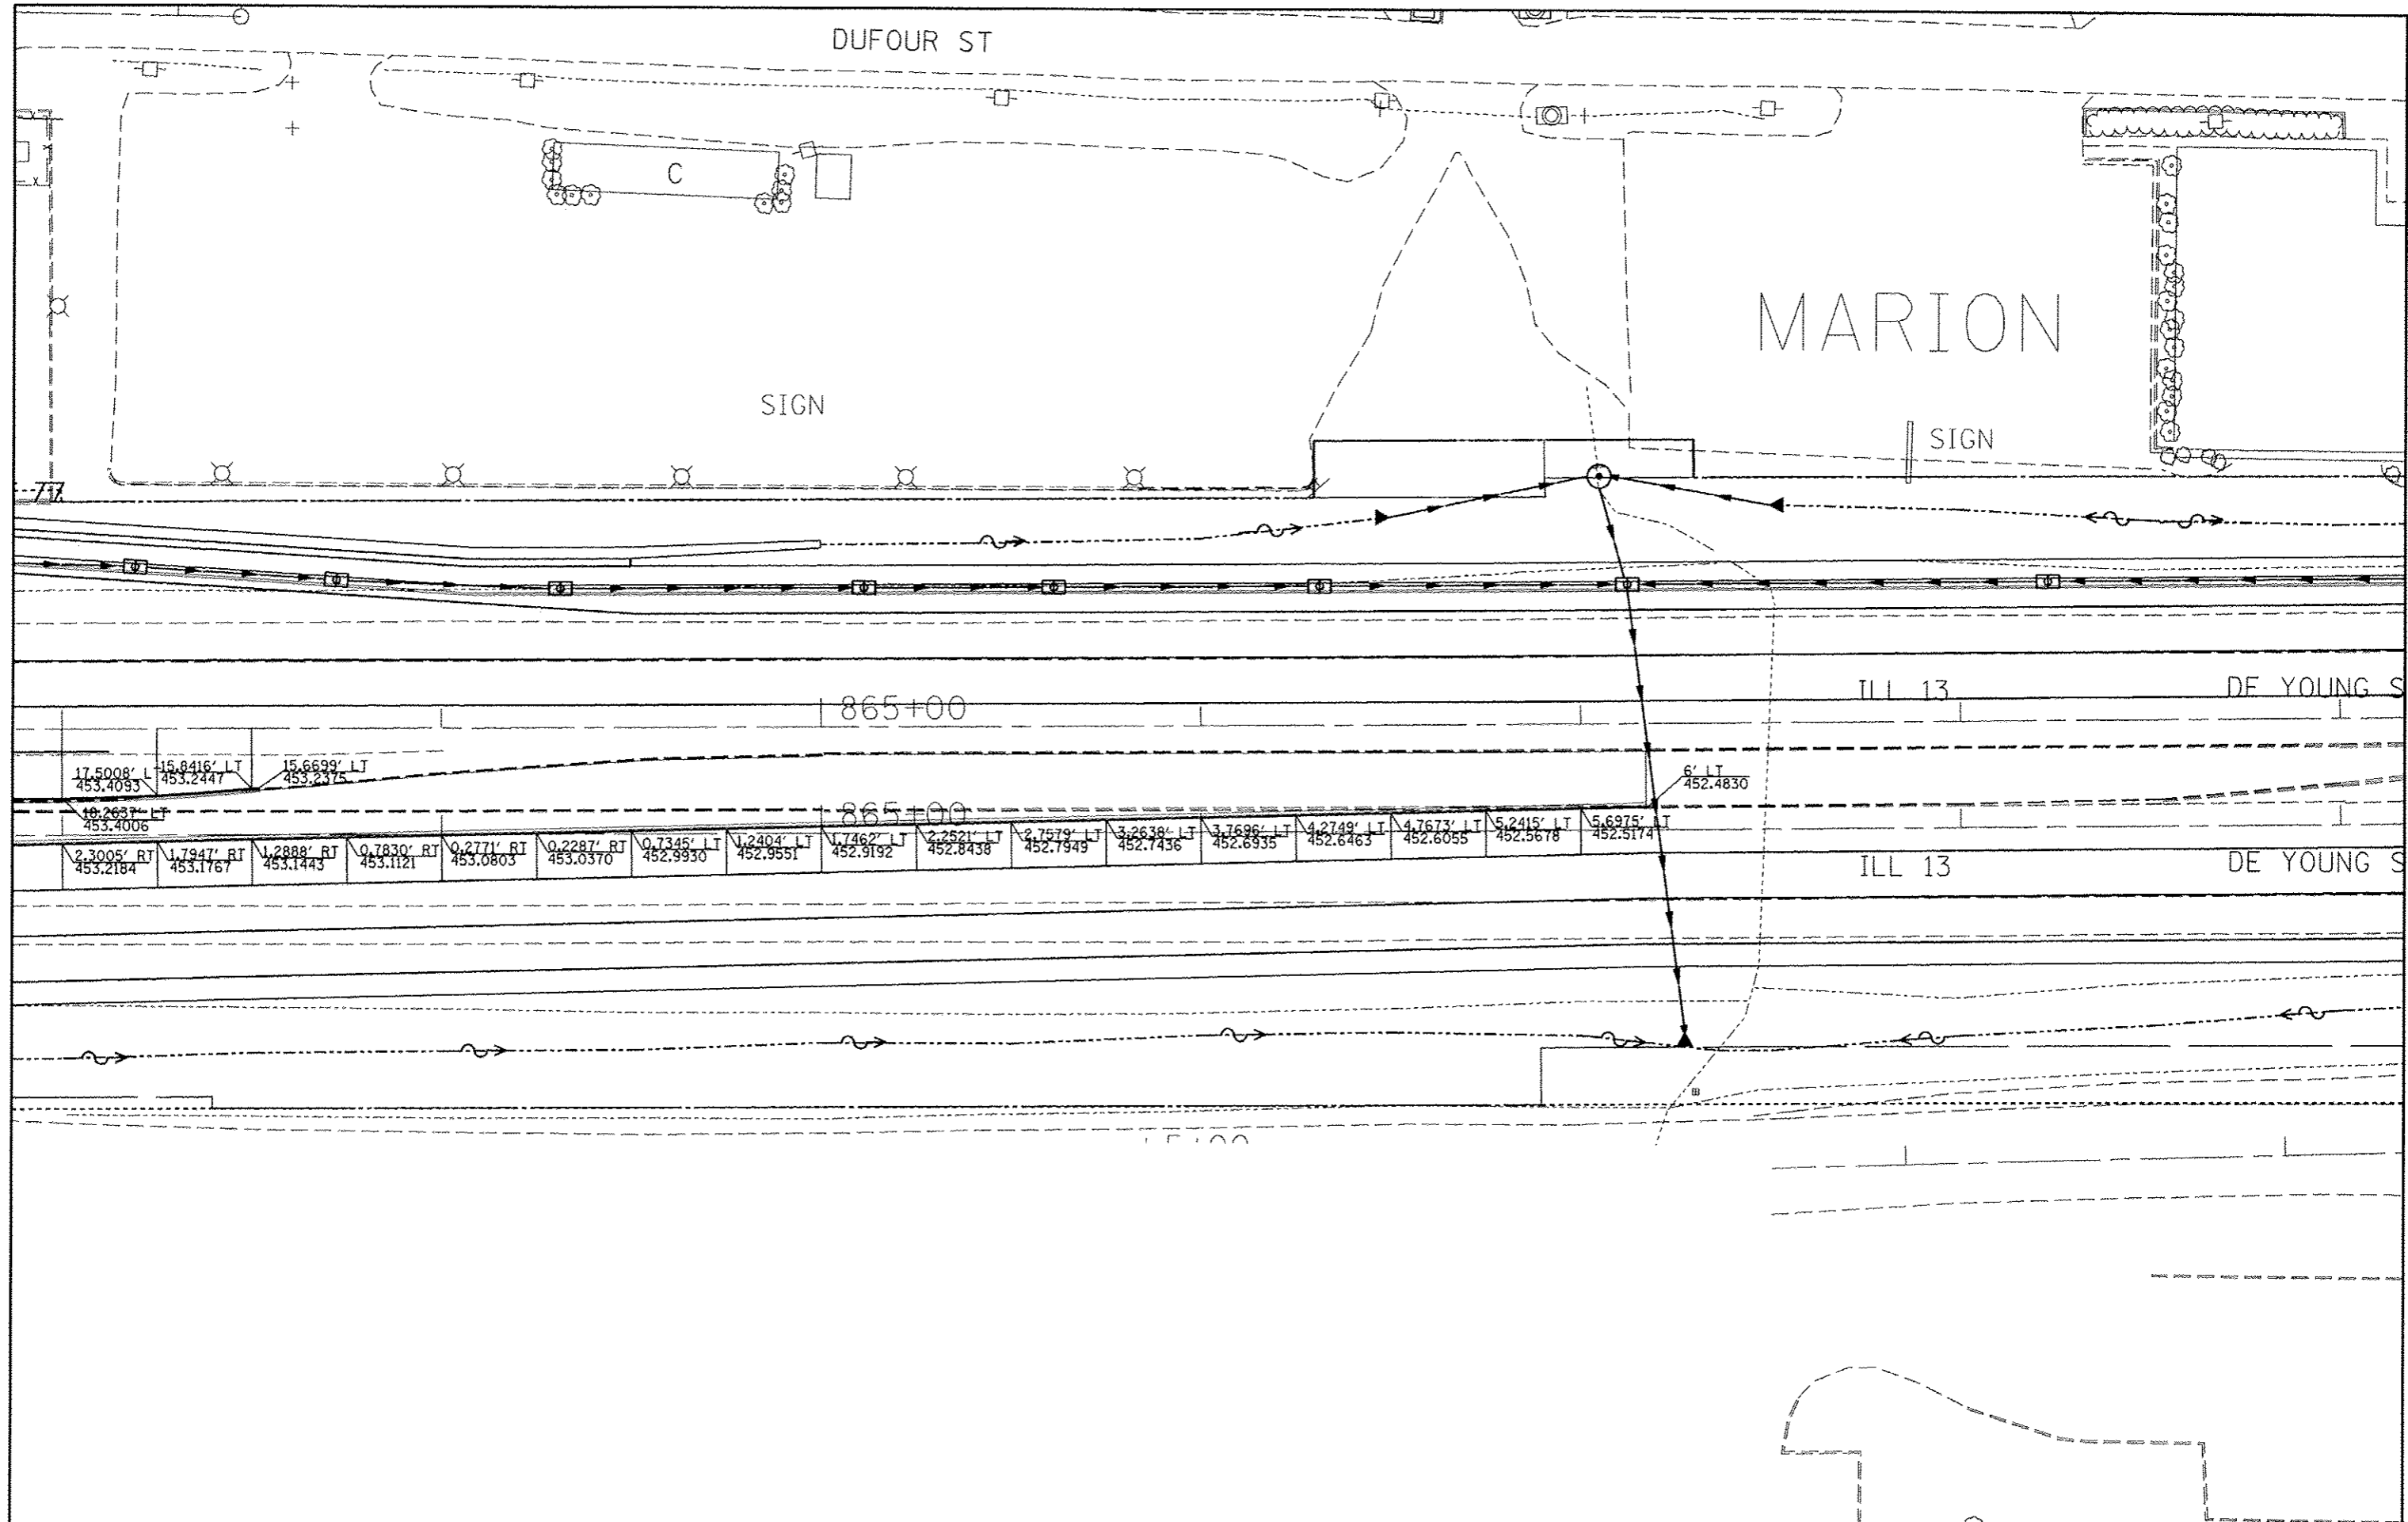 DUFOUR ST
C
MARION
SIGN
SIGN
77
865+00
ILL 13
DE YOUNG S
17.5008' L
453.4093
15.8416' LT
453.2447
15.6699' LT
453.2375
6' LT
452.4830
18.2637' LT
453.4006
865+00
2.3005' RT
453.2184
1.7947' RT
453.1767
1.2888' RT
453.1443
0.7830' RT
453.1121
0.2771' RT
453.0803
0.2287' RT
453.0370
0.7345' LT
452.9930
1.2404' LT
452.9551
1.7462' LT
452.9192
2.2521' LT
452.8438
2.7579' LT
452.7949
3.2638' LT
452.7436
3.7696' LT
452.6935
4.2749' LT
452.6463
4.7673' LT
452.6055
5.2415' LT
452.5678
5.6975' LT
452.5174
ILL 13
DE YOUNG S